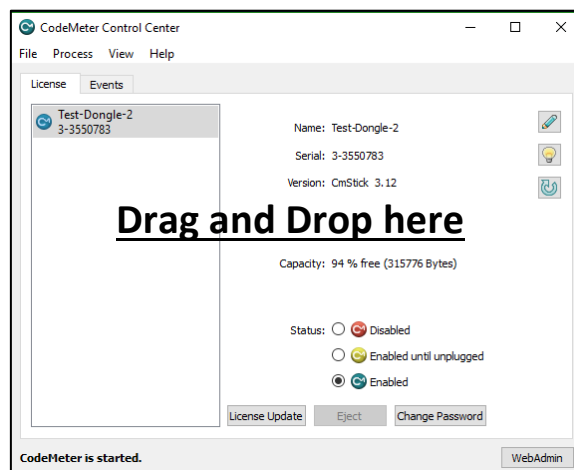 CodeMeter Control Center
File Process View Help
License Events
Test-Dongle-2
3-3550783
Name: Test-Dongle-2
Serial: 3-3550783
Version: CmStick 3.12
Drag and Drop here
Capacity: 94 % free (315776 Bytes)
Status: Disabled
Enabled until unplugged
Enabled
License Update Eject Change Password
CodeMeter is started. WebAdmin